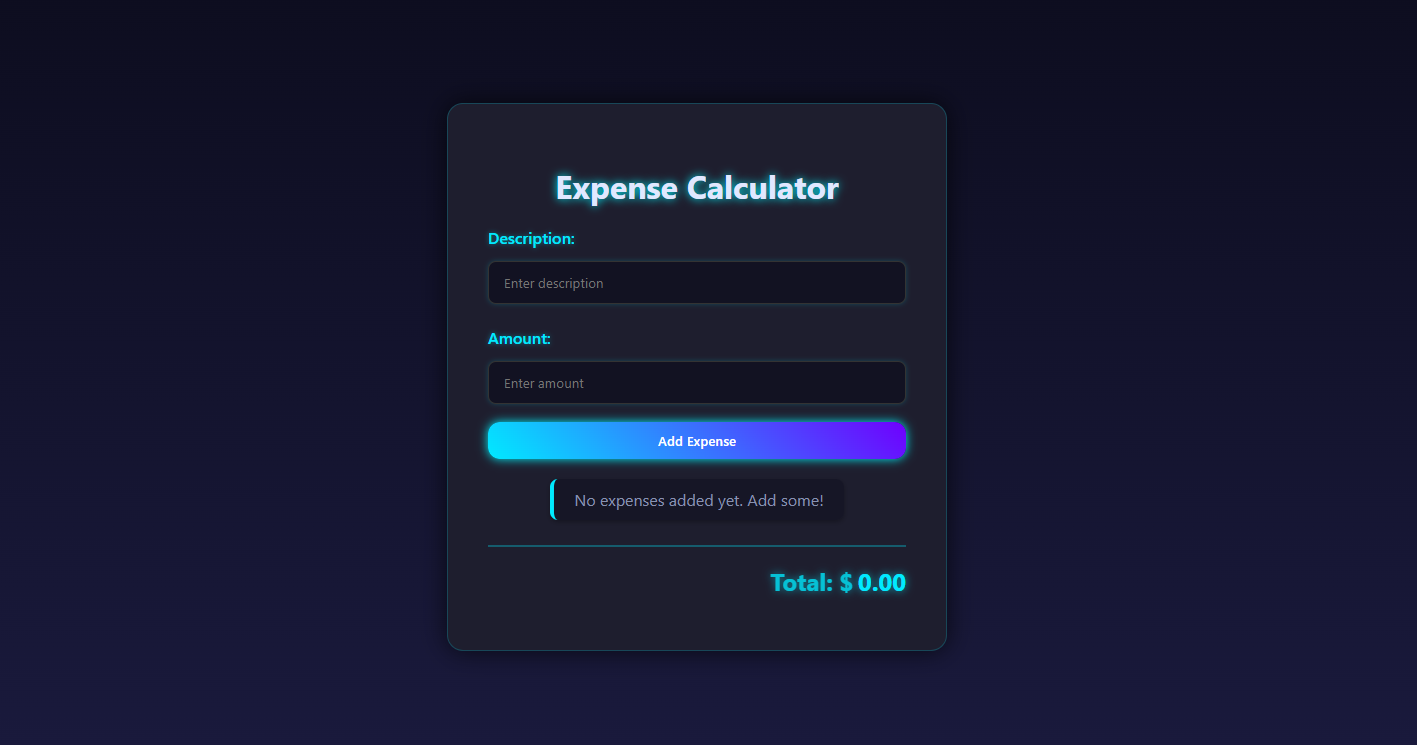 Expense Calculator
Description:
Enter description
Amount:
Enter amount
Add Expense
No expenses added yet. Add some!
Total: $ 0.00